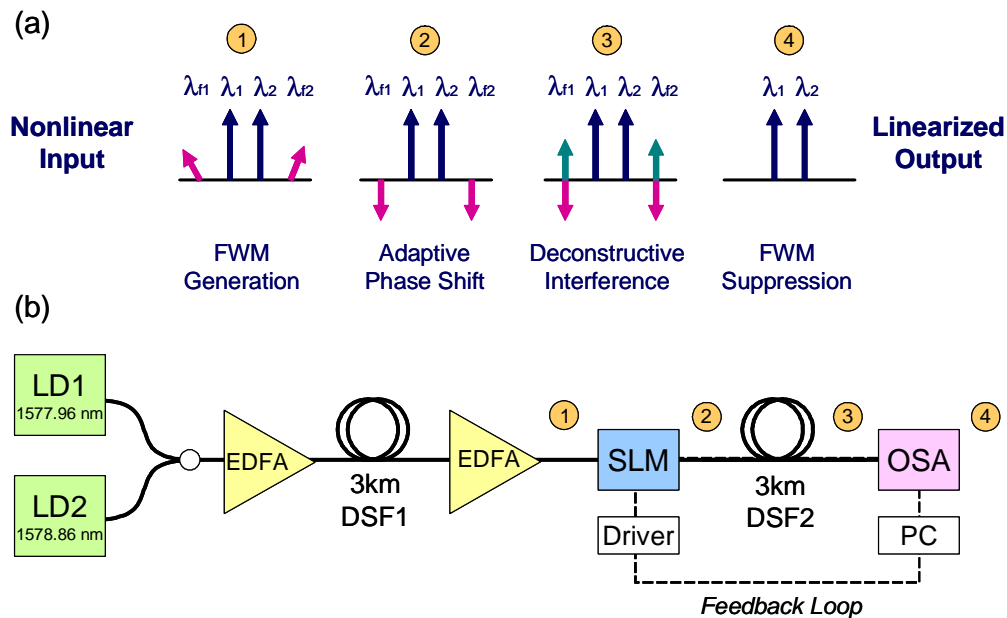 (a)
1 2 3 4
λf1 λ1 λ2 λf2 λf1 λ1 λ2 λf2 λf1 λ1 λ2 λf2 λ1 λ2
Nonlinear
Input
Linearized
Output
FWM
Generation
Adaptive
Phase Shift
Deconstructive
Interference
FWM
Suppression
(b)
LD1
1577.96 nm
LD2
1578.86 nm
EDFA
3km
DSF1
EDFA
1
SLM
2
3km
DSF2
3
4
OSA
Driver
PC
Feedback Loop